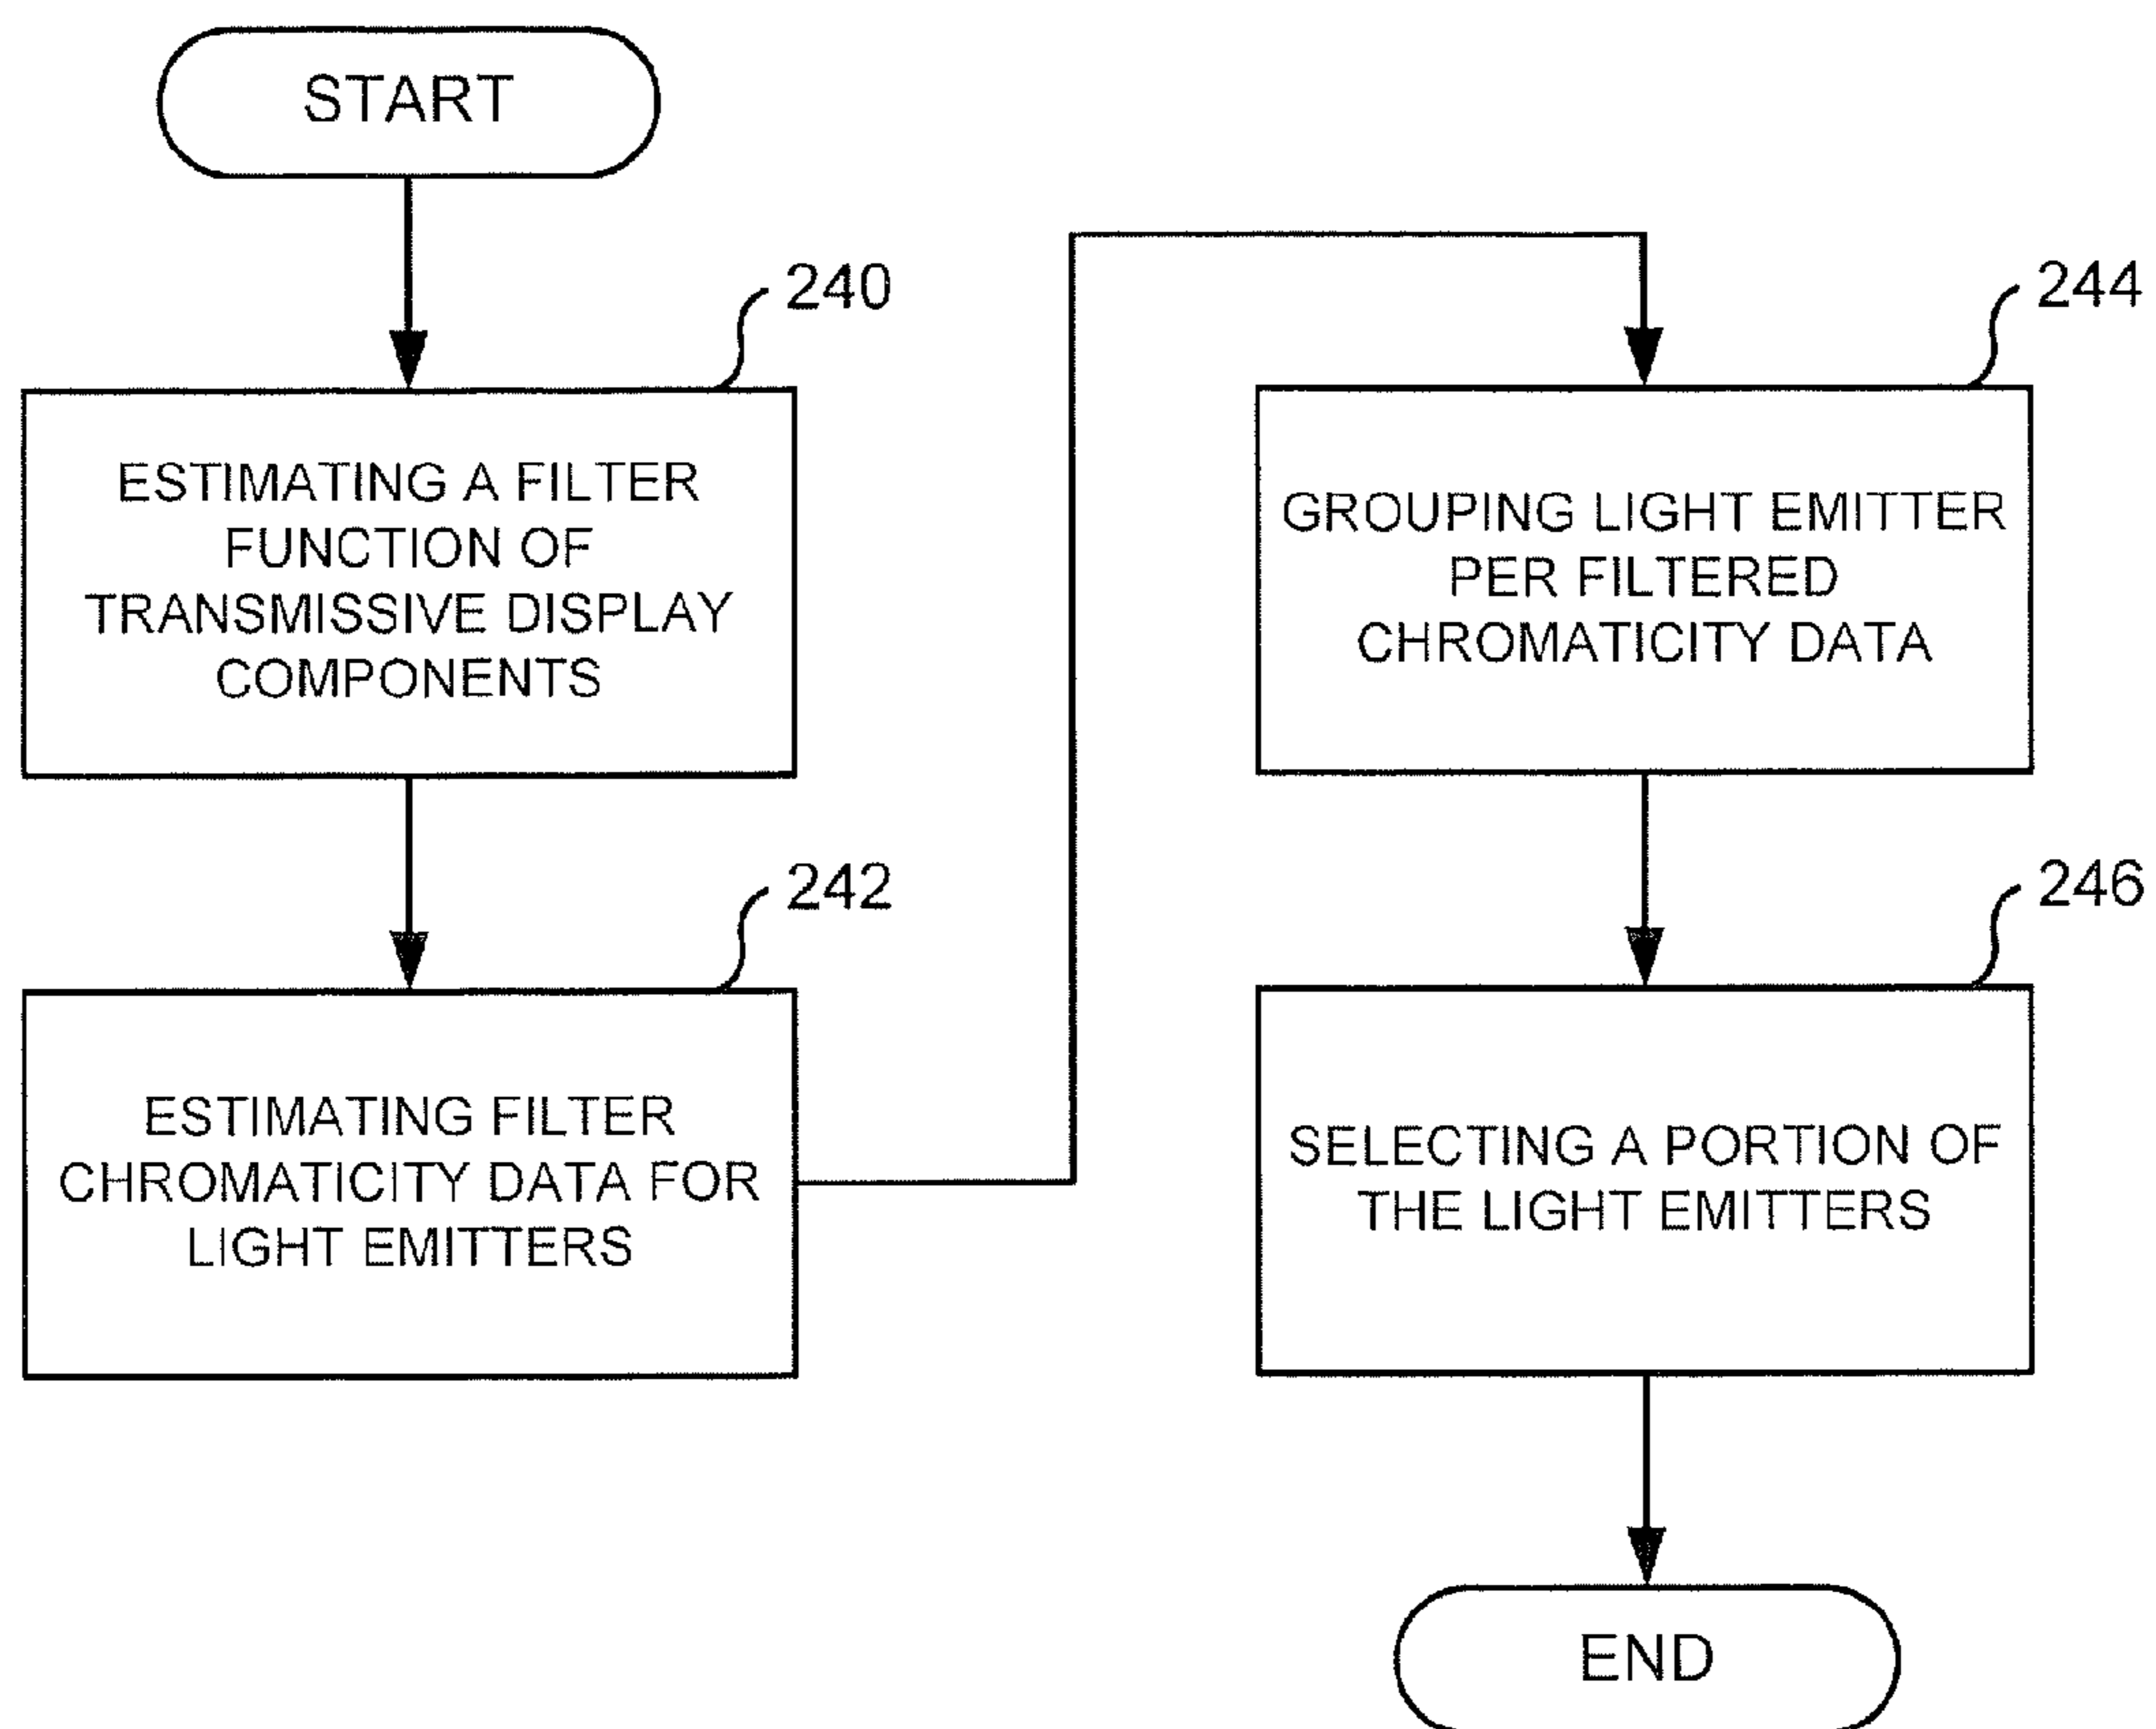 START
240
ESTIMATING A FILTER
FUNCTION OF
TRANSMISSIVE DISPLAY
COMPONENTS
242
ESTIMATING FILTER
CHROMATICITY DATA FOR
LIGHT EMITTERS
244
GROUPING LIGHT EMITTER
PER FILTERED
CHROMATICITY DATA
246
SELECTING A PORTION OF
THE LIGHT EMITTERS
END